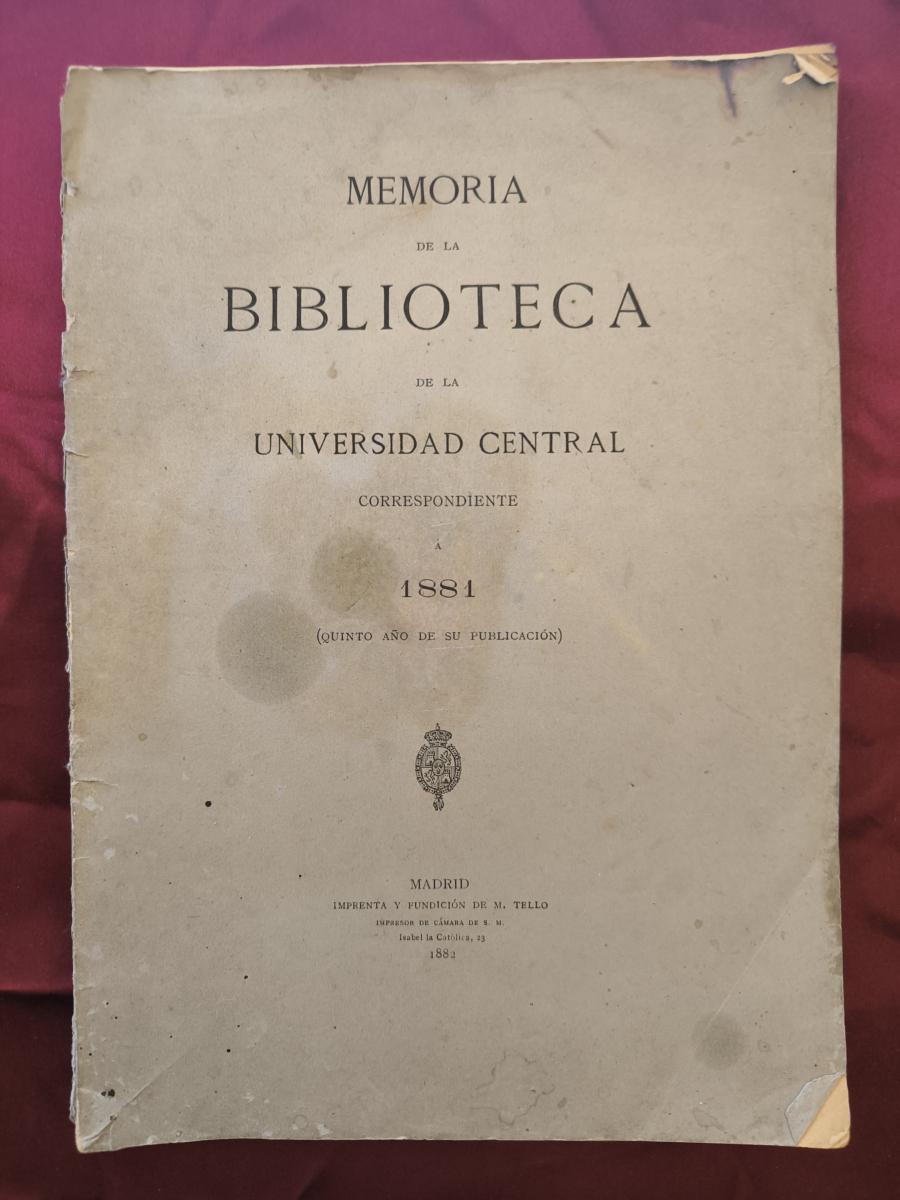 MEMORIA
DE LA
BIBLIOTECA
DE LA
UNIVERSIDAD CENTRAL
CORRESPONDIENTE
Á
1881
(QUINTO AÑO DE SU PUBLICACIÓN)
MADRID
IMPRENTA Y FUNDICIÓN DE M. TELLO
IMPRESOR DE CÁMARA DE S. M.
Isabel la Católica, 23
1882